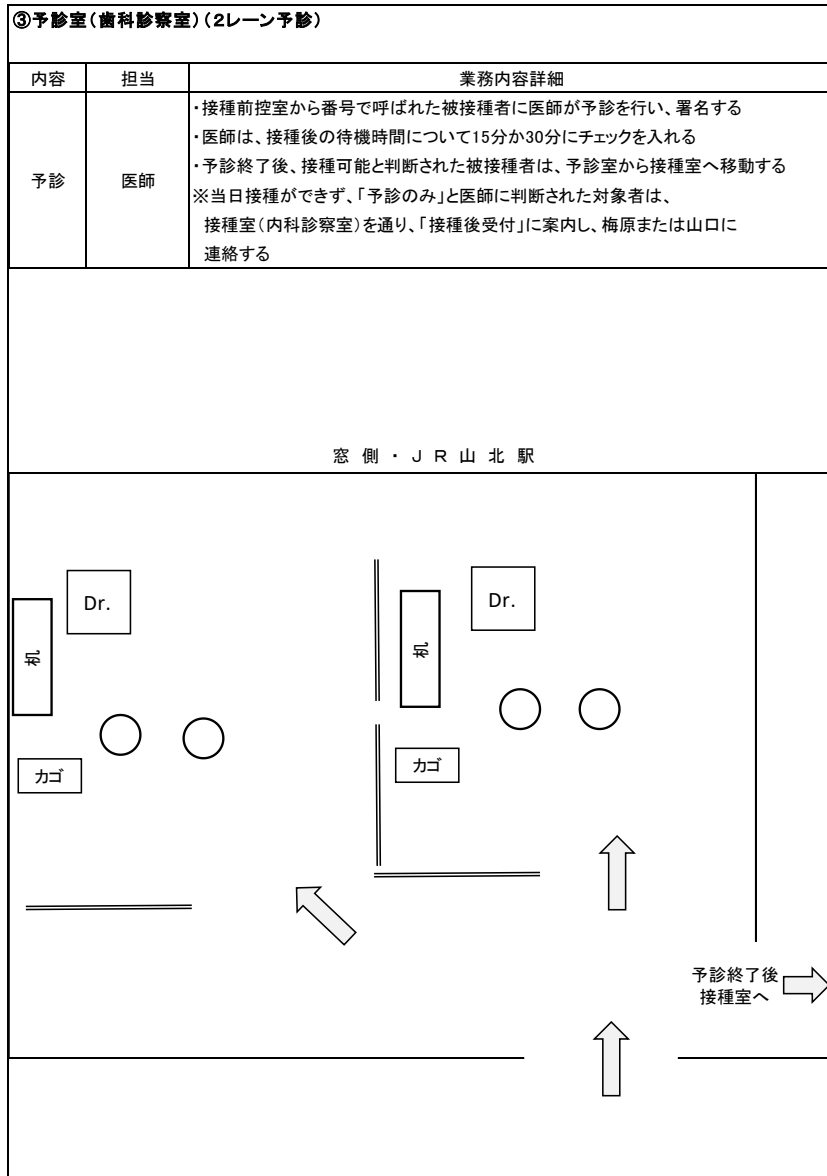 ③予診室(歯科診察室)(2レーン予診)
内容 担当 業務内容詳細
予診 医師
・接種前控室から番号で呼ばれた被接種者に医師が予診を行い、署名する
・医師は、接種後の待機時間について15分か30分にチェックを入れる
・予診終了後、接種可能と判断された被接種者は、予診室から接種室へ移動する
※当日接種ができず、「予診のみ」と医師に判断された対象者は、
接種室(内科診察室)を通り、「接種後受付」に案内し、梅原または山口に
連絡する
窓側・JR山北駅
Dr.
机
カゴ
Dr.
机
カゴ
予診終了後
接種室へ